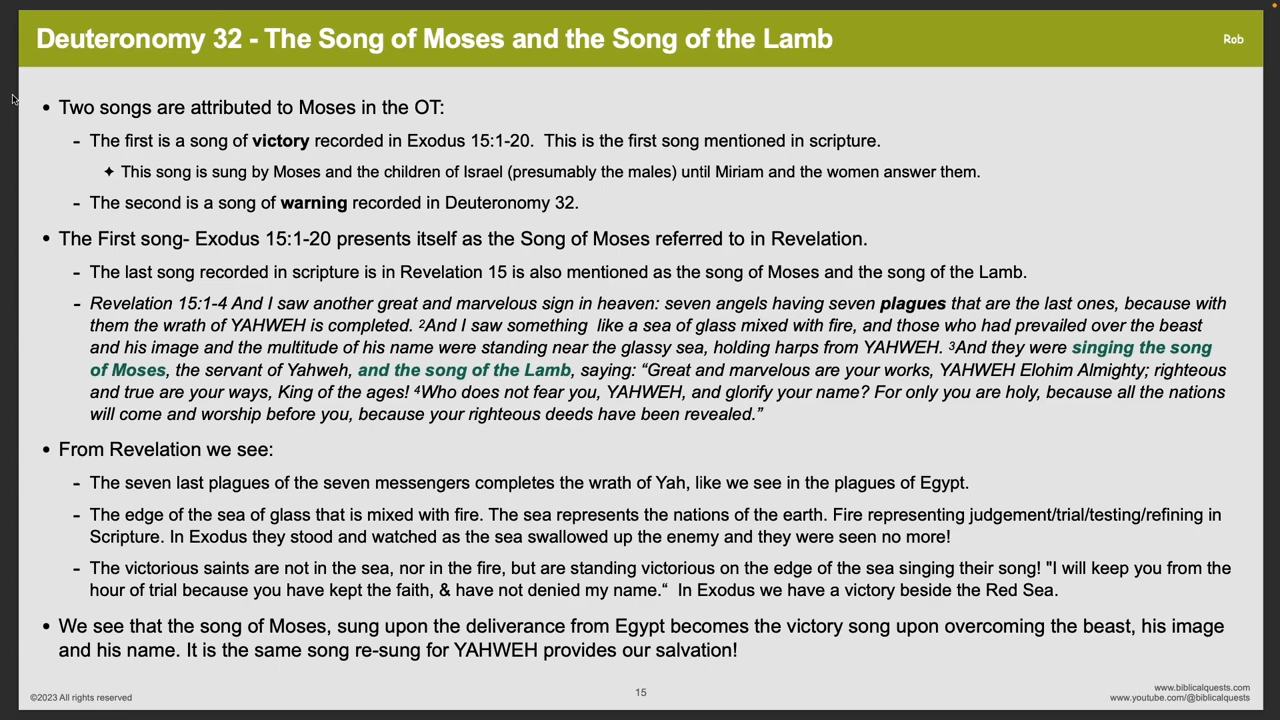 Deuteronomy 32 - The Song of Moses and the Song of the Lamb
Rob
• Two songs are attributed to Moses in the OT:
- The first is a song of victory recorded in Exodus 15:1-20.  This is the first song mentioned in scripture.
✦ This song is sung by Moses and the children of Israel (presumably the males) until Miriam and the women answer them.
- The second is a song of warning recorded in Deuteronomy 32.
• The First song- Exodus 15:1-20 presents itself as the Song of Moses referred to in Revelation.
- The last song recorded in scripture is in Revelation 15 is also mentioned as the song of Moses and the song of the Lamb.
- Revelation 15:1-4 And I saw another great and marvelous sign in heaven: seven angels having seven plagues that are the last ones, because with
them the wrath of YAHWEH is completed. ²And I saw something  like a sea of glass mixed with fire, and those who had prevailed over the beast
and his image and the multitude of his name were standing near the glassy sea, holding harps from YAHWEH. ³And they were singing the song
of Moses, the servant of Yahweh, and the song of the Lamb, saying: “Great and marvelous are your works, YAHWEH Elohim Almighty; righteous
and true are your ways, King of the ages! ⁴Who does not fear you, YAHWEH, and glorify your name? For only you are holy, because all the nations
will come and worship before you, because your righteous deeds have been revealed.”
• From Revelation we see:
- The seven last plagues of the seven messengers completes the wrath of Yah, like we see in the plagues of Egypt.
- The edge of the sea of glass that is mixed with fire. The sea represents the nations of the earth. Fire representing judgement/trial/testing/refining in
Scripture. In Exodus they stood and watched as the sea swallowed up the enemy and they were seen no more!
- The victorious saints are not in the sea, nor in the fire, but are standing victorious on the edge of the sea singing their song! "I will keep you from the
hour of trial because you have kept the faith, & have not denied my name.“  In Exodus we have a victory beside the Red Sea.
• We see that the song of Moses, sung upon the deliverance from Egypt becomes the victory song upon overcoming the beast, his image
and his name. It is the same song re-sung for YAHWEH provides our salvation!
©2023 All rights reserved
15
www.biblicalquests.com
www.youtube.com/@biblicalquests